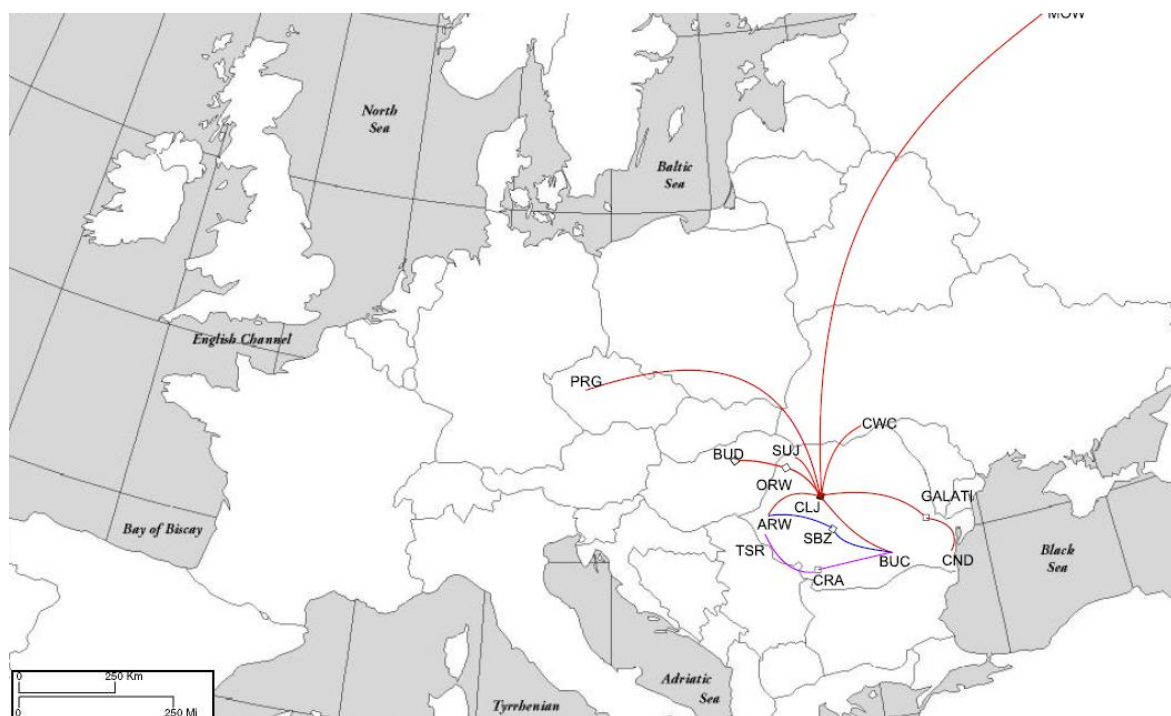 MOW
North
Sea
Baltic
Sea
English Channel
PRG
CWC
BUD
SUJ
ORW
GALATI
CLJ
Bay of Biscay
ARW
SBZ
TSR
BUC
CND
Black
Sea
CRA
0
250 Km
Adriatic
Sea
0
250 Mi
Tyrrhenian